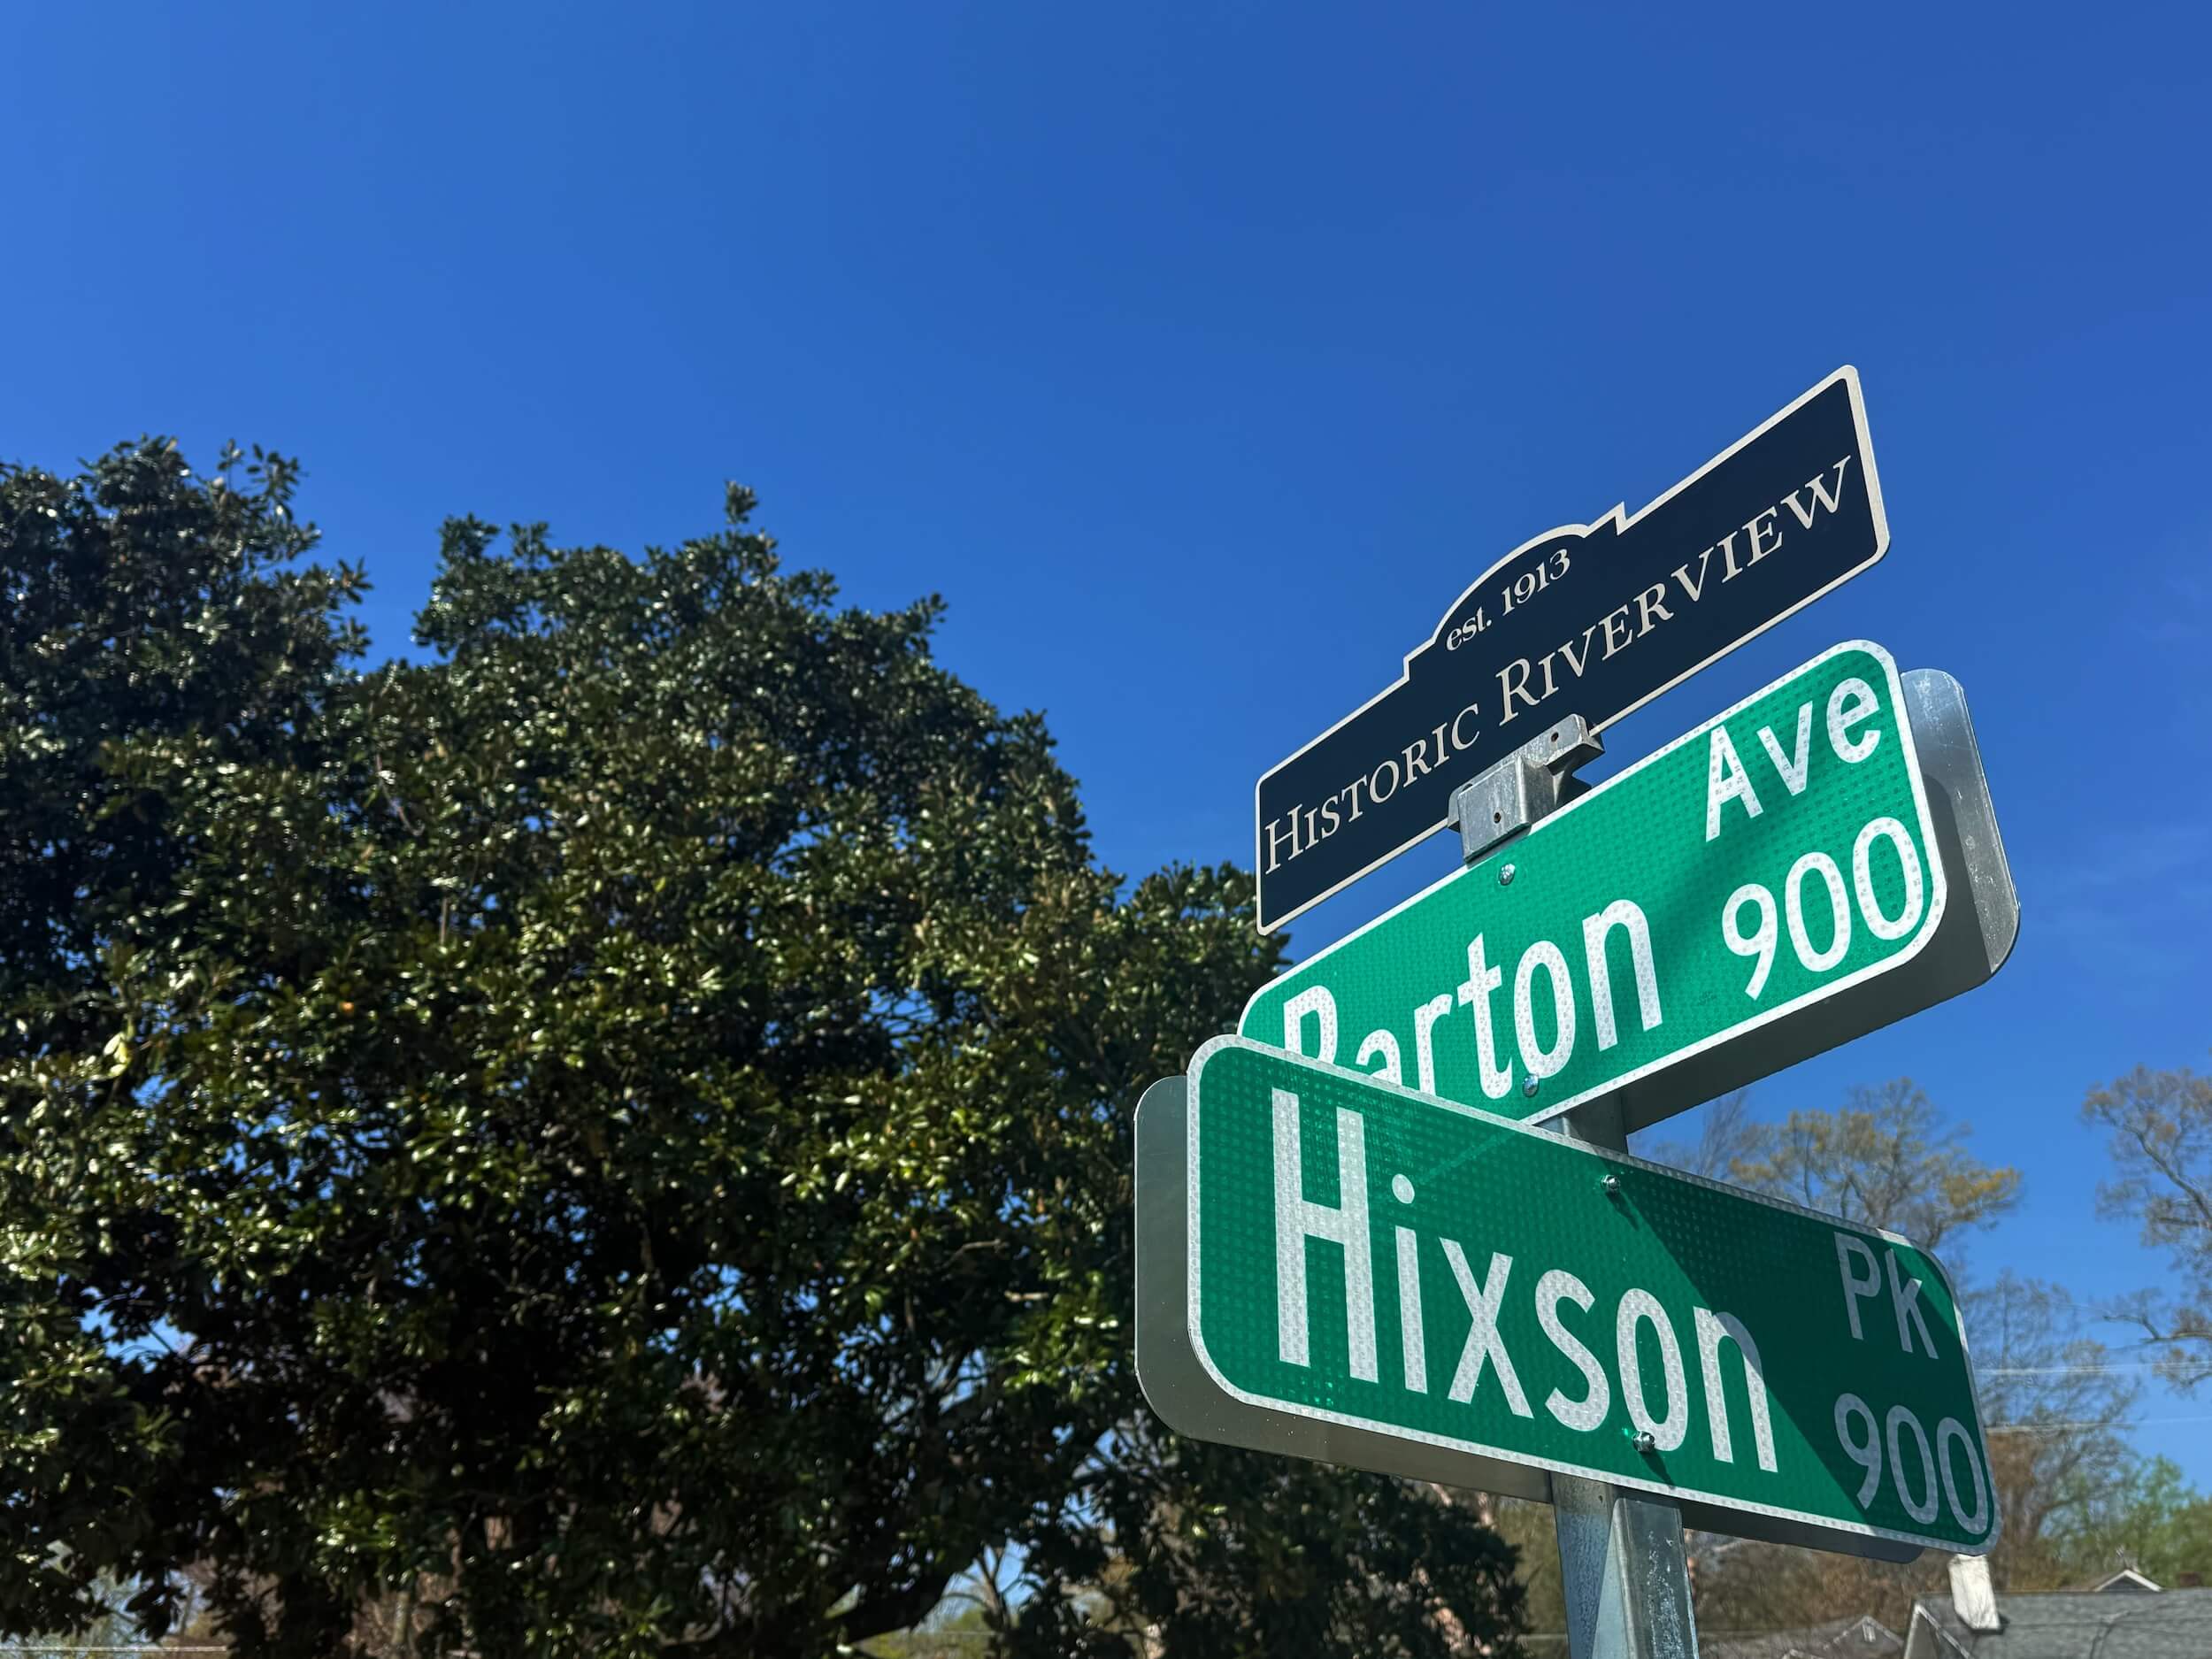 est. 1913
HISTORIC RIVERVIEW
Barton Ave
900
Hixson Pk
900